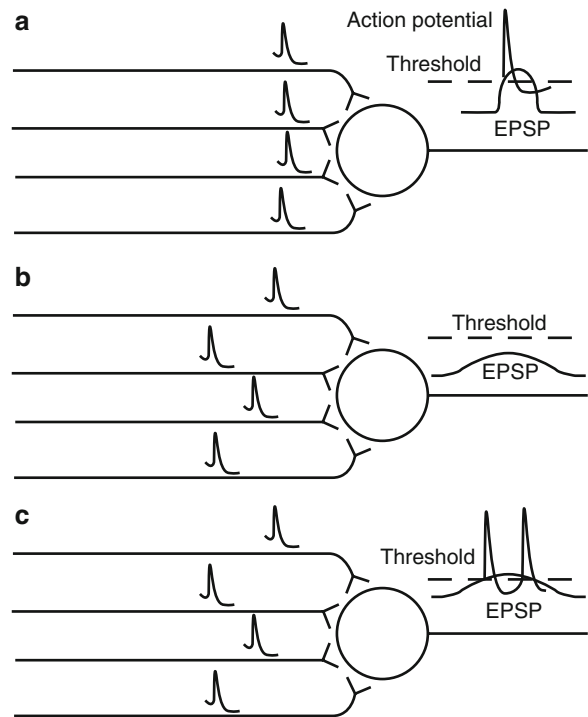 a
Action potential
Threshold
EPSP
b
Threshold
EPSP
c
Threshold
EPSP